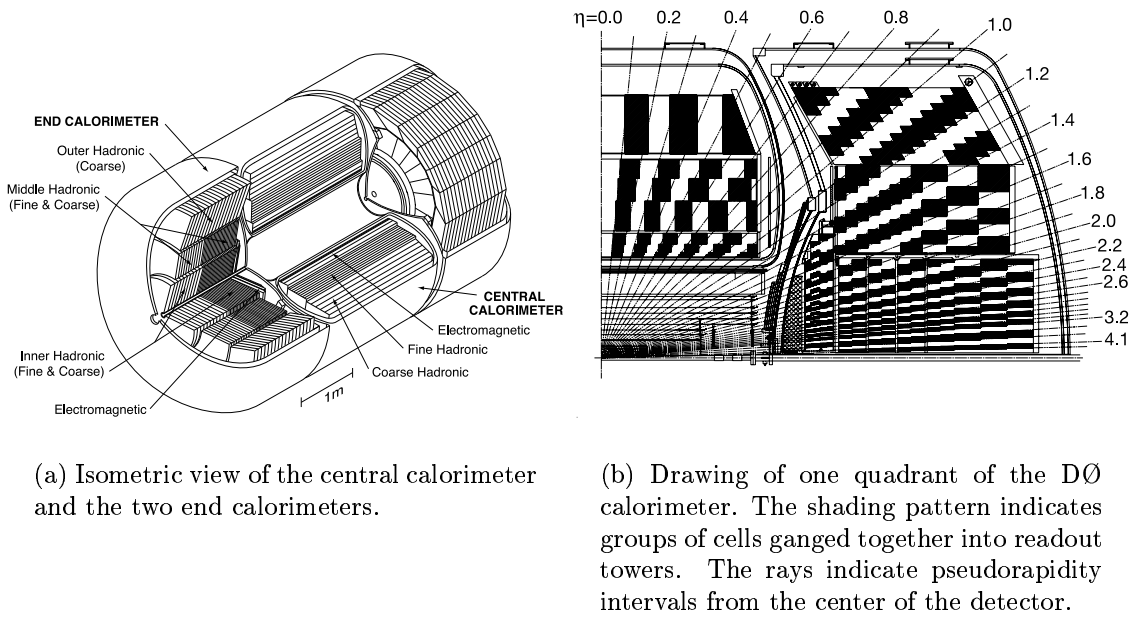 END CALORIMETER
Outer Hadronic
(Coarse)
Middle Hadronic
(Fine & Coarse)
Inner Hadronic
(Fine & Coarse)
Electromagnetic
1m
CENTRAL
CALORIMETER
Electromagnetic
Fine Hadronic
Coarse Hadronic
(a) Isometric view of the central calorimeter
and the two end calorimeters.
η=0.0 0.2 0.4 0.6 0.8 1.0
1.2
1.4
1.6
1.8
2.0
2.2
2.4
2.6
3.2
4.1
(b) Drawing of one quadrant of the DØ
calorimeter. The shading pattern indicates
groups of cells ganged together into readout
towers. The rays indicate pseudorapidity
intervals from the center of the detector.